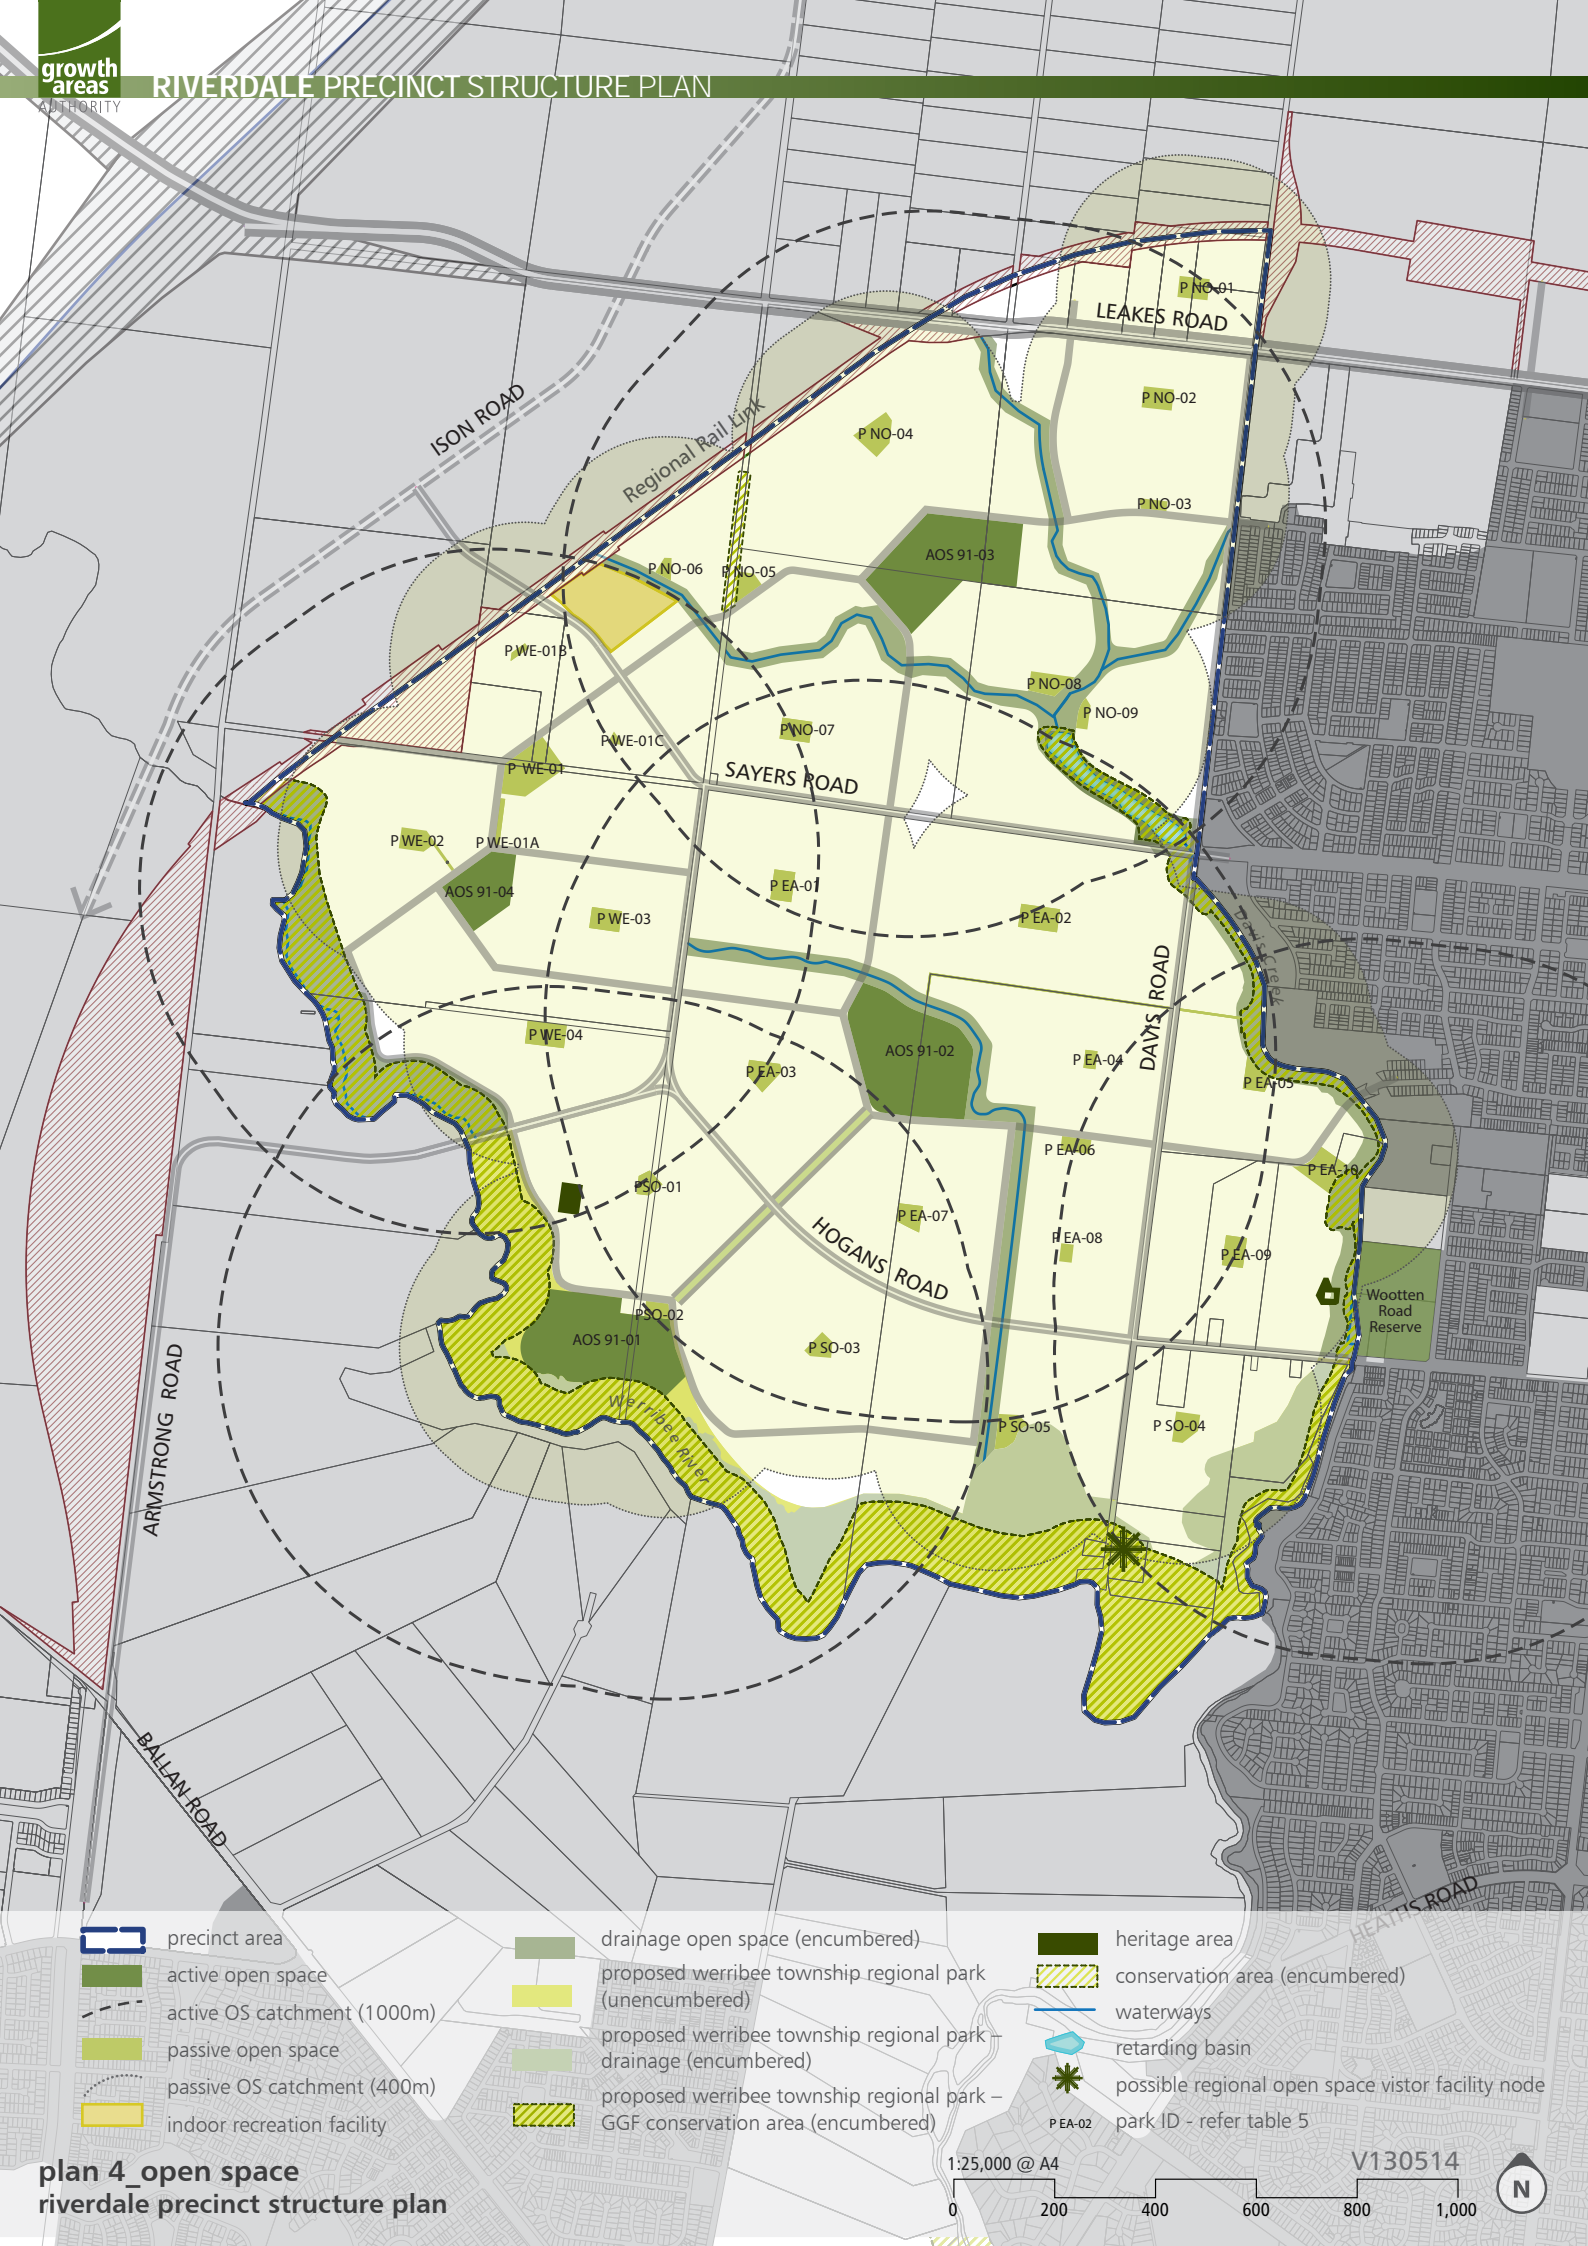 growth
areas
AUTHORITY
RIVERDALE PRECINCT STRUCTURE PLAN
P NO-01
LEAKES ROAD
P NO-02
ISON ROAD
Regional Rail Link
P NO-04
P NO-03
AOS 91-03
P NO-06
P NO-05
P WE-01B
P NO-08
P NO-09
P NO-07
P WE-01C
P WE-01
SAYERS ROAD
P WE-02
P WE-01A
AOS 91-04
P EA-01
P WE-03
P EA-02
Davis Creek
DAVIS ROAD
P WE-04
AOS 91-02
P EA-03
P EA-04
P EA-05
P EA-06
P EA-10
PSO-01
P EA-07
HOGANS ROAD
P EA-08
P EA-09
Wootten
Road
Reserve
PSO-02
AOS 91-01
P SO-03
ARMSTRONG ROAD
Werribee River
P SO-05
P SO-04
BALLAN ROAD
HEATHS ROAD
precinct area
active open space
active OS catchment (1000m)
passive open space
passive OS catchment (400m)
indoor recreation facility
drainage open space (encumbered)
proposed werribee township regional park
(unencumbered)
proposed werribee township regional park –
drainage (encumbered)
proposed werribee township regional park –
GGF conservation area (encumbered)
heritage area
conservation area (encumbered)
waterways
retarding basin
possible regional open space vistor facility node
P EA-02
park ID - refer table 5
plan 4_open space
riverdale precinct structure plan
1:25,000 @ A4
V130514
0 200 400 600 800 1,000
N